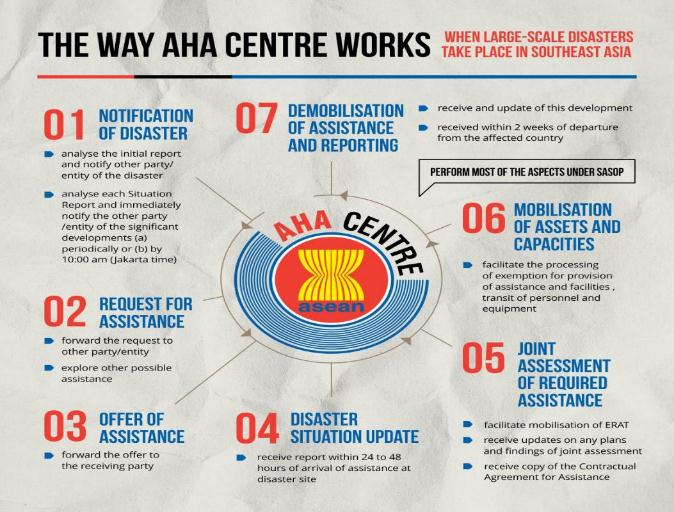 THE WAY AHA CENTRE WORKS
WHEN LARGE-SCALE DISASTERS
TAKE PLACE IN SOUTHEAST ASIA
01 NOTIFICATION
OF DISASTER
analyse the initial report
and notify other party/
entity of the disaster
analyse each Situation
Report and immediately
notify the other party
/entity of the significant
developments (a)
periodically or (b) by
10:00 am (Jakarta time)
02 REQUEST FOR
ASSISTANCE
forward the request to
other party/entity
explore other possible
assistance
03 OFFER OF
ASSISTANCE
forward the offer to
the receiving party
04 DISASTER
SITUATION UPDATE
receive report within 24 to 48
hours of arrival of assistance at
disaster site
05 JOINT
ASSESSMENT
OF REQUIRED
ASSISTANCE
facilitate mobilisation of ERAT
receive updates on any plans
and findings of joint assessment
receive copy of the Contractual
Agreement for Assistance
06 MOBILISATION
OF ASSETS AND
CAPACITIES
facilitate the processing
of exemption for provision
of assistance and facilities ,
transit of personnel and
equipment
PERFORM MOST OF THE ASPECTS UNDER SASOP
07 DEMOBILISATION
OF ASSISTANCE
AND REPORTING
receive and update of this development
received within 2 weeks of departure
from the affected country
AHA CENTRE
asean